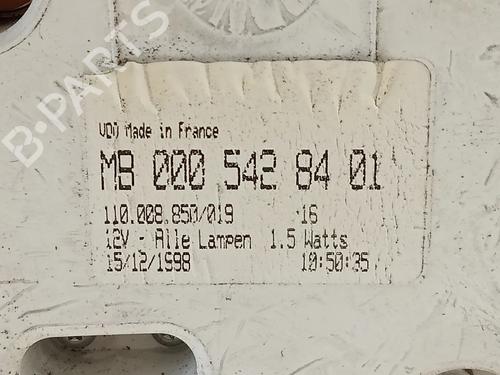 B-PARTS
VDO Made in France
MB 000 542 84 01
110.008.850/019 16
12V - Alle Lampen 1.5 Watts
15/12/1998 10:50:35